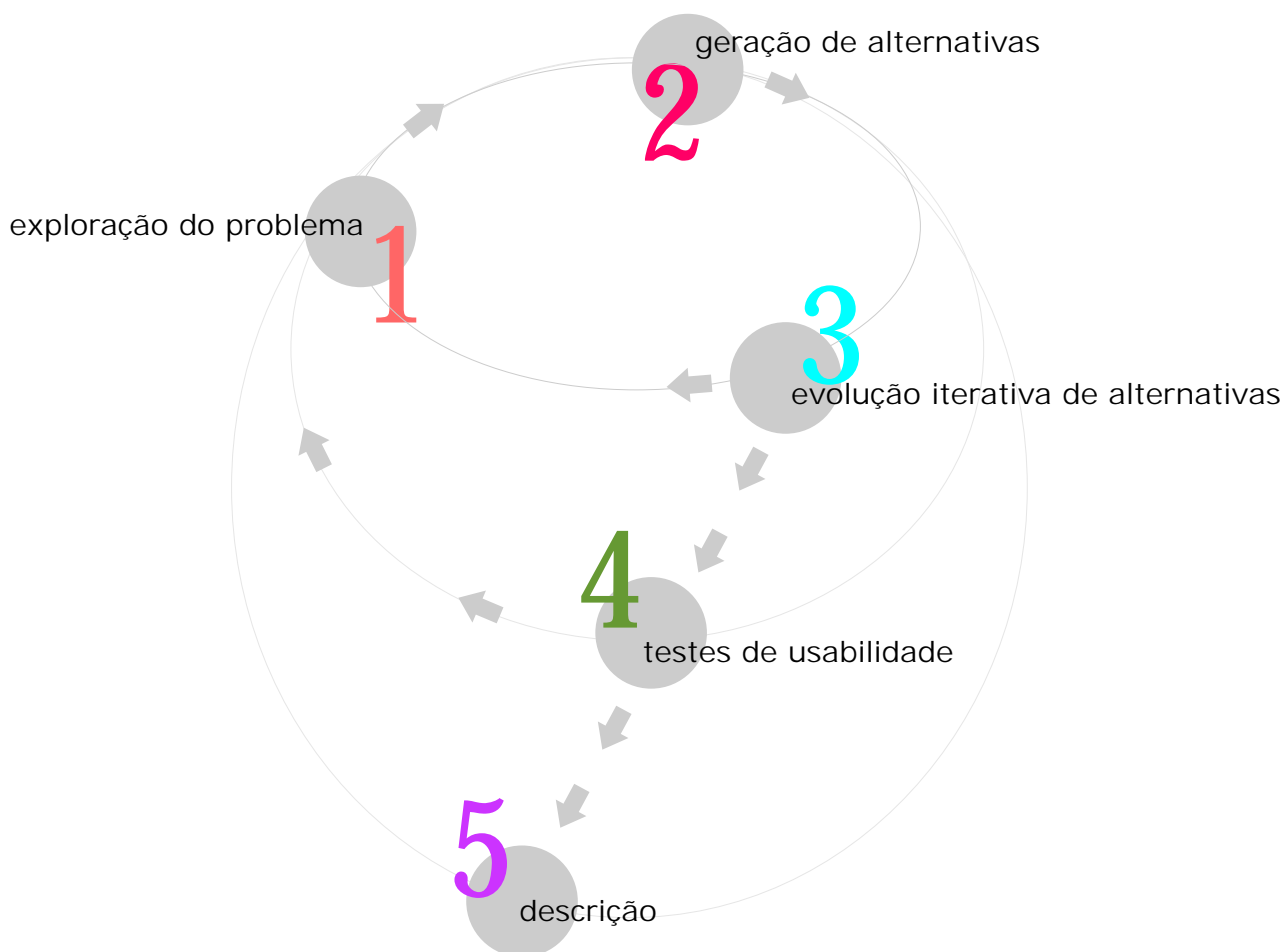 geração de alternativas
2
exploração do problema
1
3
evolução iterativa de alternativas
4
testes de usabilidade
5
descrição